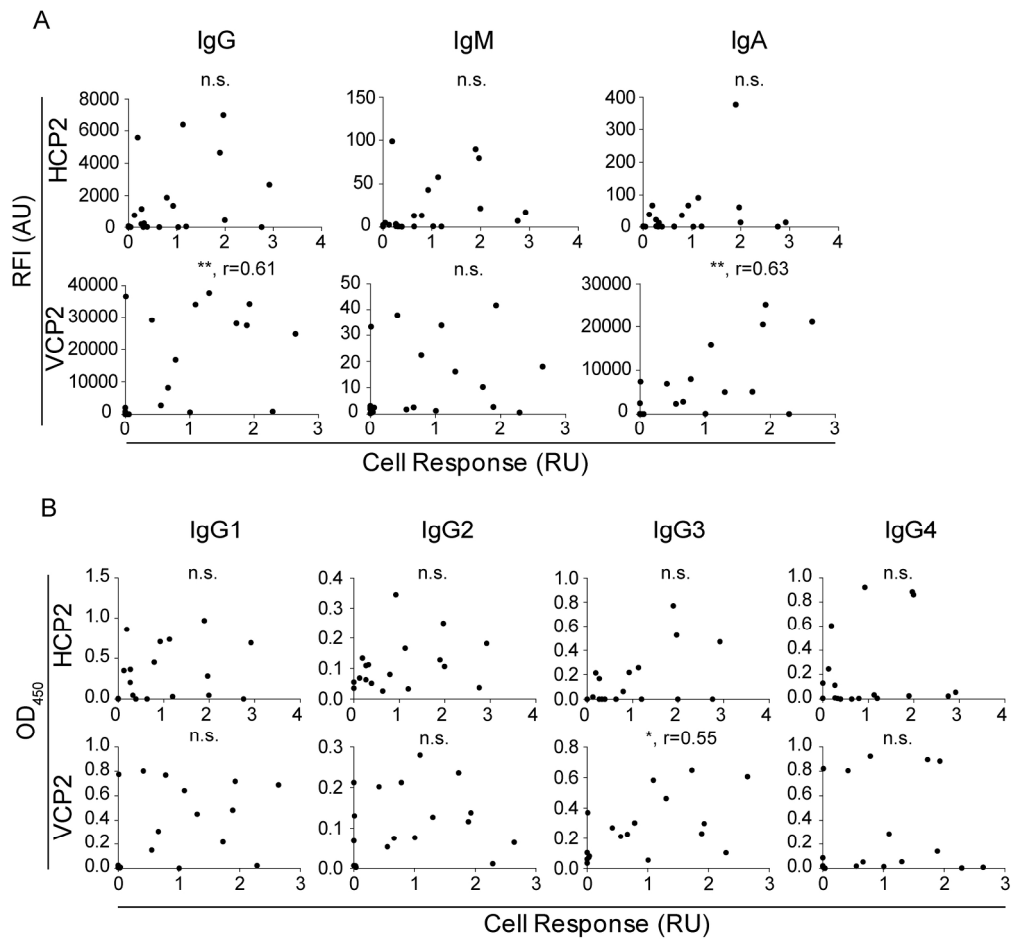 A
IgG IgM IgA
n.s. n.s. n.s.
8000 6000 4000 2000 0
150 100 50 0
400 300 200 100 0
HCP2
0 1 2 3 4
0 1 2 3 4
0 1 2 3 4
RFI (AU)
**, r=0.61 n.s. **, r=0.63
40000 30000 20000 10000 0
50 40 30 20 10 0
30000 20000 10000 0
VCP2
0 1 2 3
0 1 2 3
0 1 2 3
Cell Response (RU)
B
IgG1 IgG2 IgG3 IgG4
n.s. n.s. n.s. n.s.
1.5 1.0 0.5 0.0
0.4 0.3 0.2 0.1 0.0
1.0 0.8 0.6 0.4 0.2 0.0
1.0 0.8 0.6 0.4 0.2 0.0
HCP2
0 1 2 3 4
0 1 2 3 4
0 1 2 3 4
0 1 2 3 4
OD450
n.s. n.s. *, r=0.55 n.s.
1.0 0.8 0.6 0.4 0.2 0.0
0.3 0.2 0.1 0.0
0.8 0.6 0.4 0.2 0.0
1.0 0.8 0.6 0.4 0.2 0.0
VCP2
0 1 2 3
0 1 2 3
0 1 2 3
0 1 2 3
Cell Response (RU)